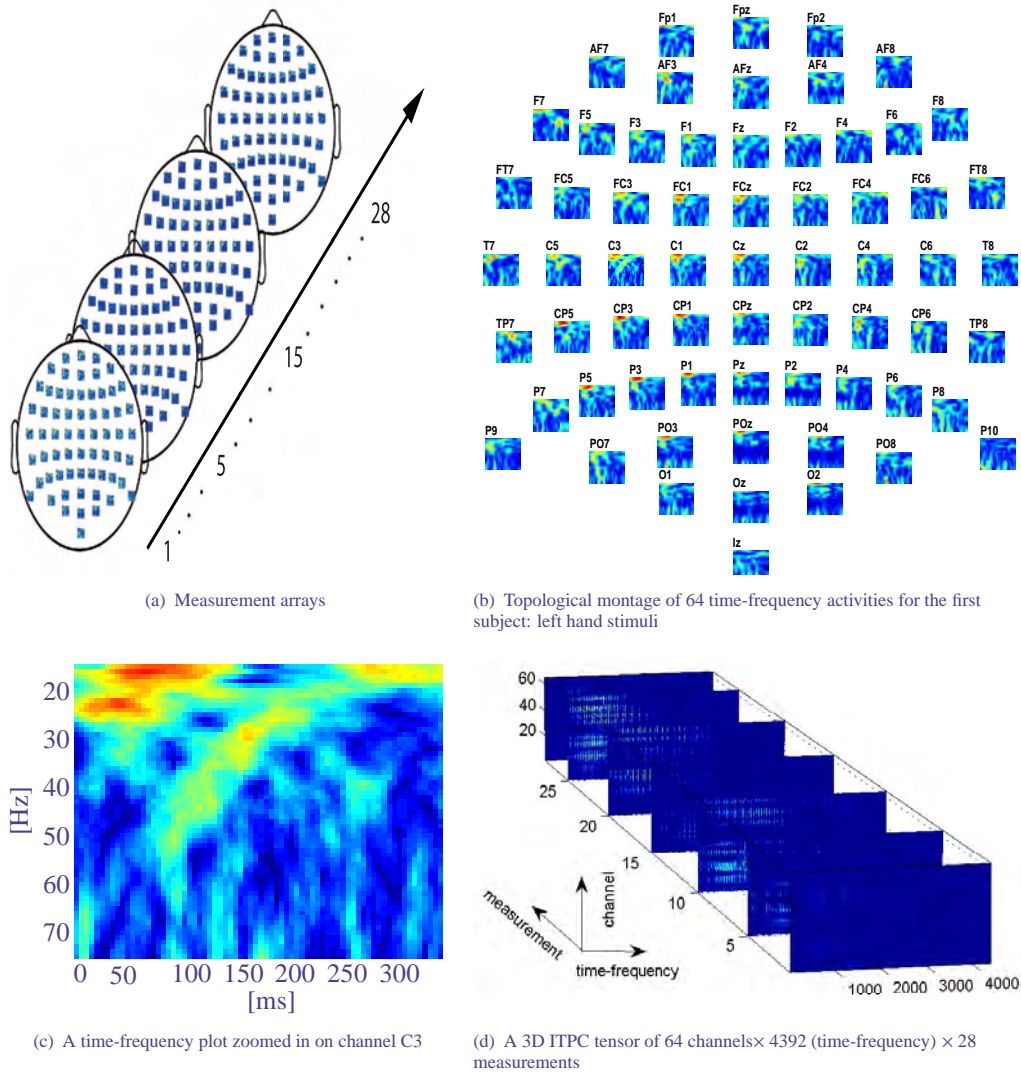 28
15
5
1
(a) Measurement arrays
Fp1 Fpz Fp2
AF7 AF3 AFz AF4 AF8
F7 F5 F3 F1 Fz F2 F4 F6 F8
FT7 FC5 FC3 FC1 FCz FC2 FC4 FC6 FT8
T7 C5 C3 C1 Cz C2 C4 C6 T8
TP7 CP5 CP3 CP1 CPz CP2 CP4 CP6 TP8
P7 P5 P3 P1 Pz P2 P4 P6 P8
P9 PO7 PO3 POz PO4 PO8 P10
O1 Oz O2
Iz
(b) Topological montage of 64 time-frequency activities for the first
subject: left hand stimuli
20
30
40
50
60
70
[Hz]
0 50 100 150 200 250 300
[ms]
(c) A time-frequency plot zoomed in on channel C3
60
40
20
25
20
15
10
5
measurement
channel
time-frequency
1000 2000 3000 4000
(d) A 3D ITPC tensor of 64 channels× 4392 (time-frequency) × 28
measurements